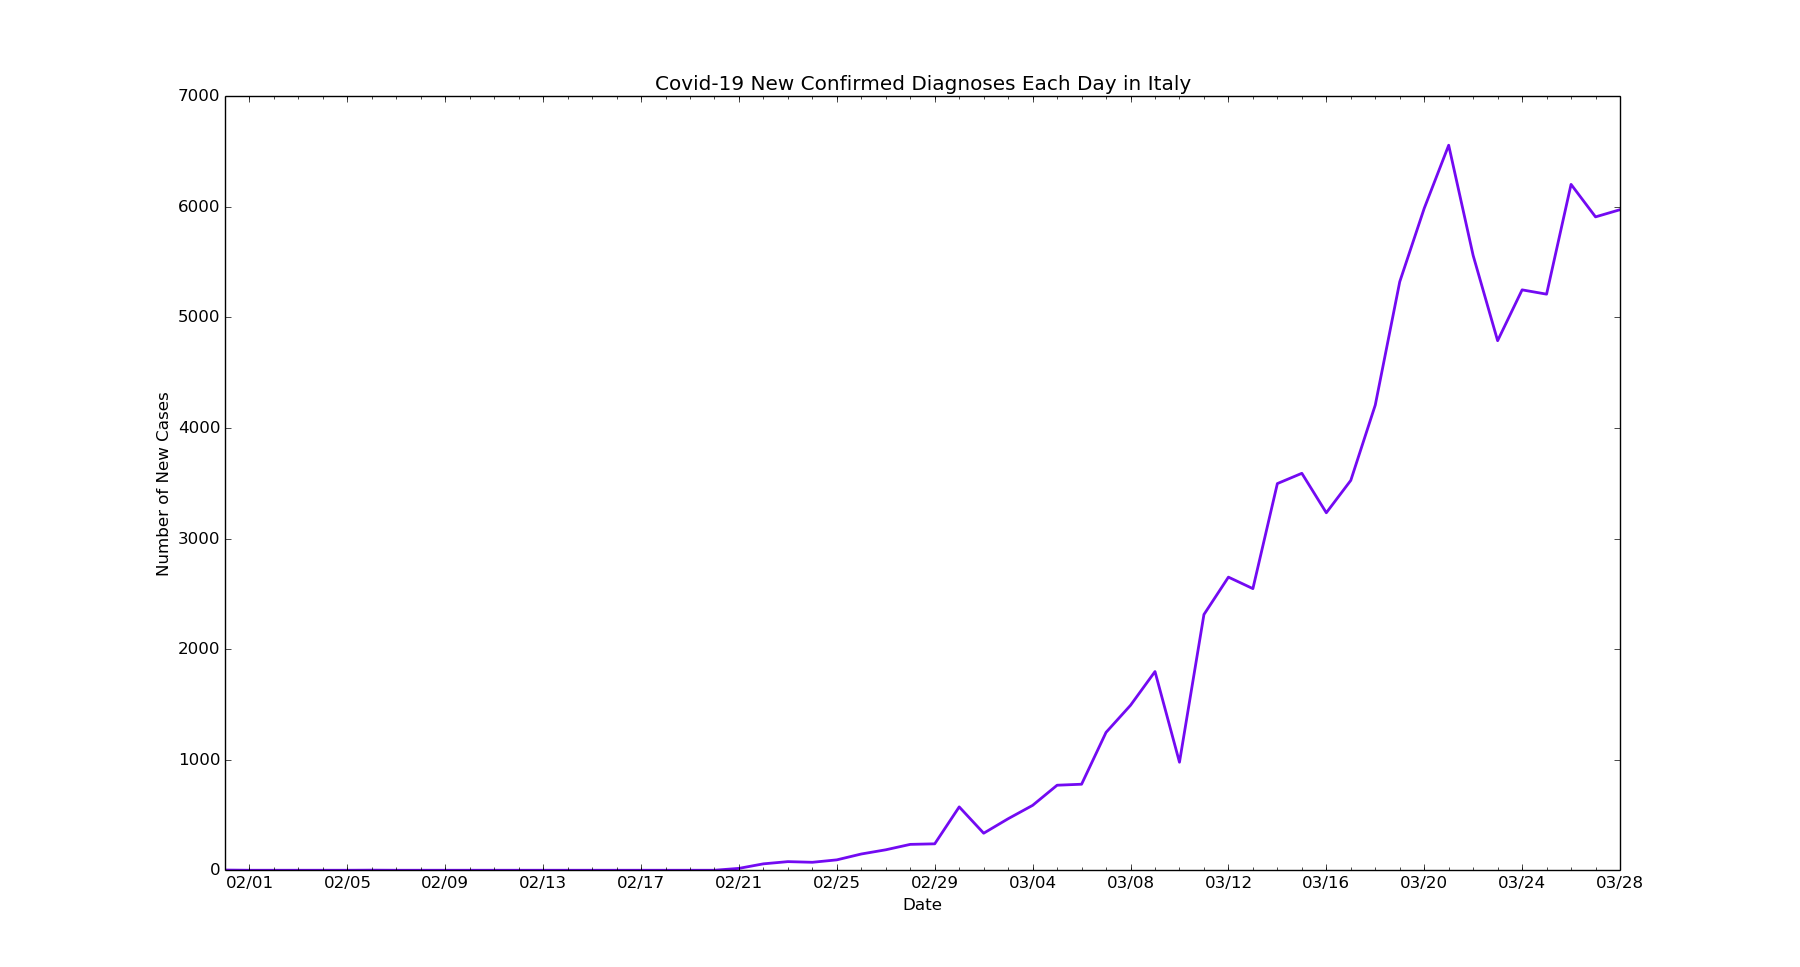 Covid-19 New Confirmed Diagnoses Each Day in Italy
7000
6000
5000
4000
3000
2000
1000
0
Number of New Cases
02/01 02/05 02/09 02/13 02/17 02/21 02/25 02/29 03/04 03/08 03/12 03/16 03/20 03/24 03/28
Date